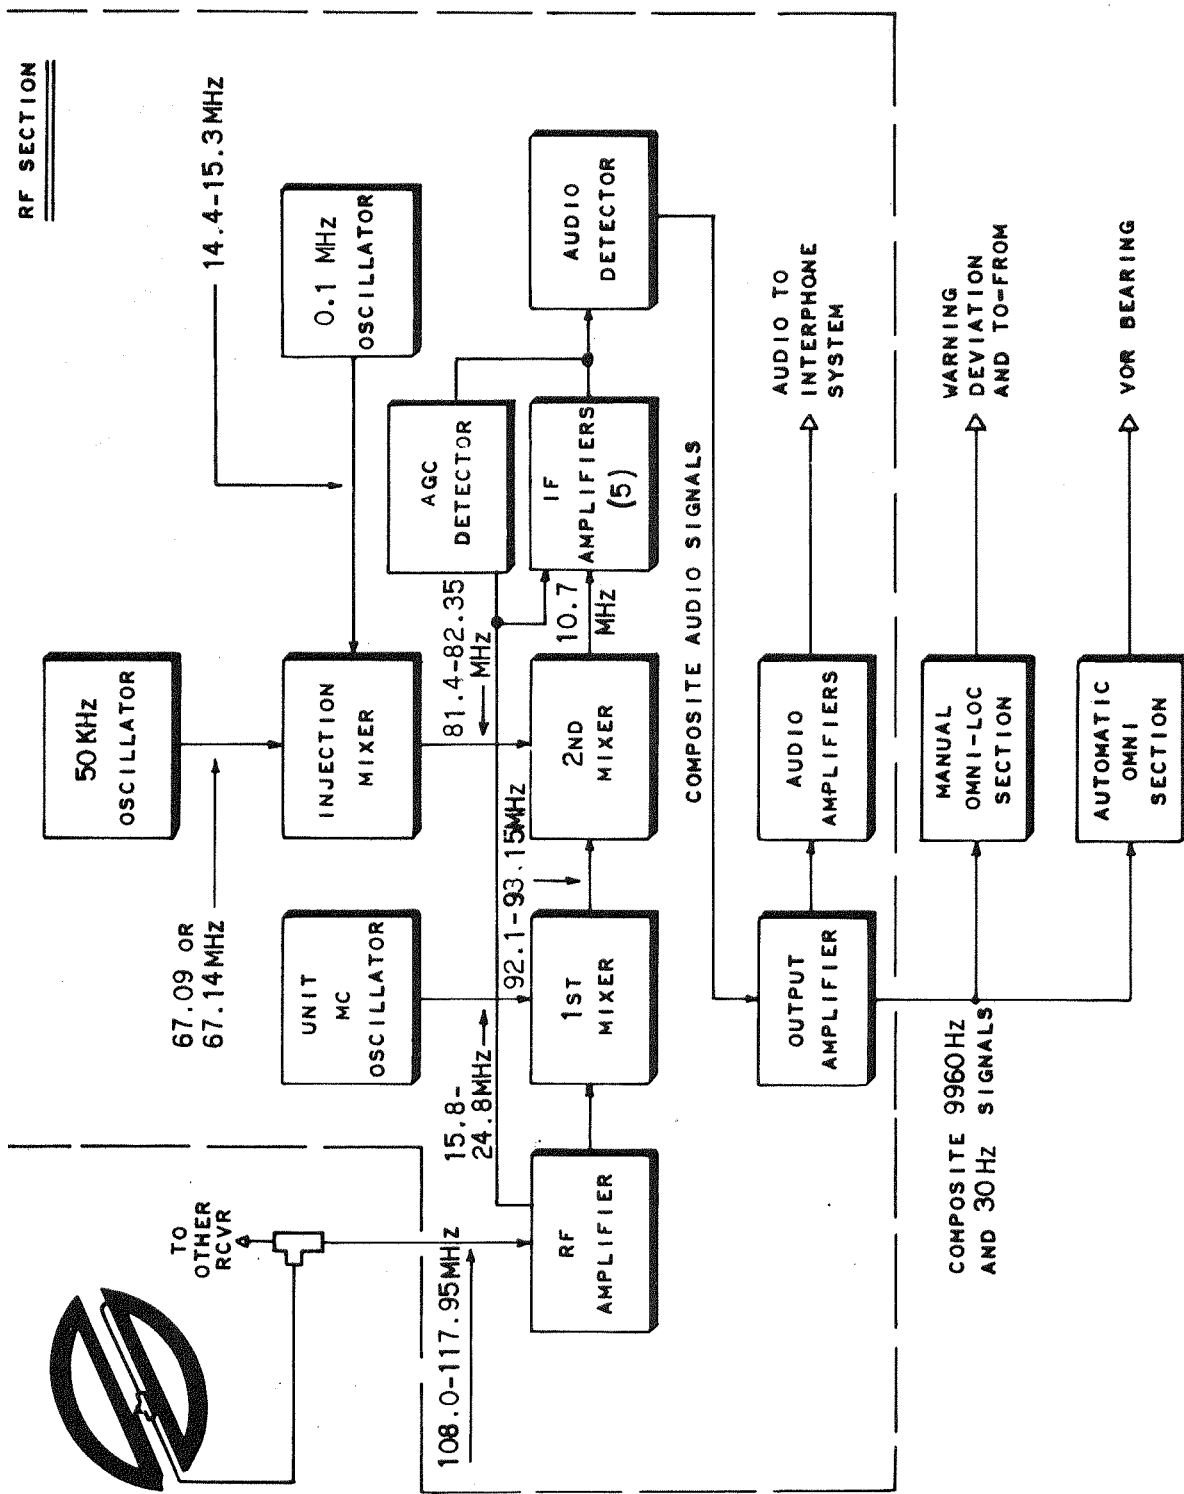 RF SECTION
TO
OTHER
RCVR
108.0-117.95MHz
RF
AMPLIFIER
67.09 OR
67.14MHz
50KHz
OSCILLATOR
14.4-15.3MHz
UNIT
MC
OSCILLATOR
INJECTION
MIXER
0.1 MHz
OSCILLATOR
15.8-
24.8MHz
92.1-93.15MHz
81.4-82.35
MHz
AGC
DETECTOR
1ST
MIXER
2ND
MIXER
10.7
MHz
IF
AMPLIFIERS
(5)
AUDIO
DETECTOR
COMPOSITE AUDIO SIGNALS
OUTPUT
AMPLIFIER
AUDIO
AMPLIFIERS
AUDIO TO
INTERPHONE
SYSTEM
COMPOSITE 9960Hz
AND 30Hz SIGNALS
MANUAL
OMNI-LOC
SECTION
WARNING
DEVIATION
AND TO-FROM
AUTOMATIC
OMNI
SECTION
VOR BEARING